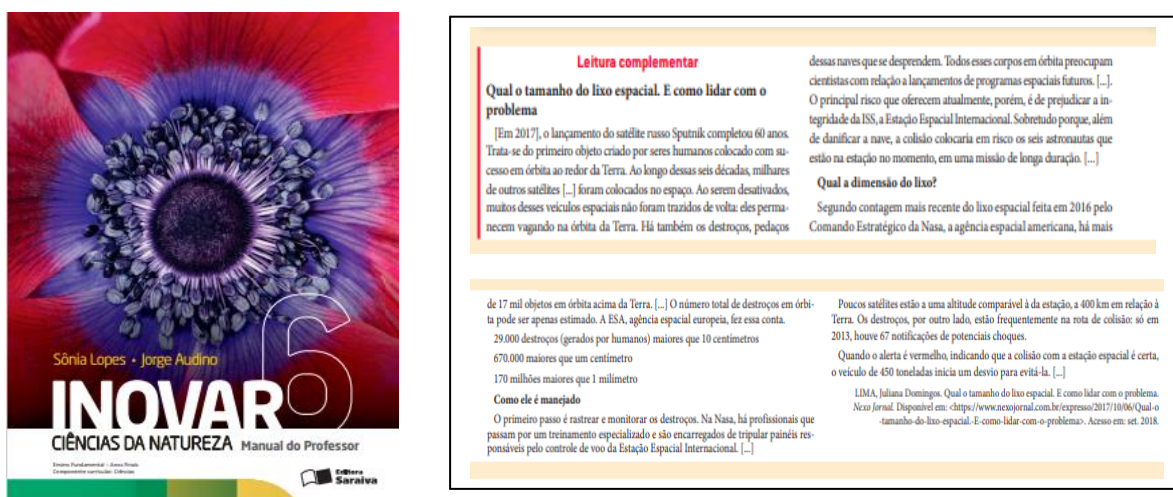 Sônia Lopes • Jorge Audino
INOVAR 6
CIÊNCIAS DA NATUREZA Manual do Professor
Ensino Fundamental – Anos Finais
Componente curricular: Ciências
Editora
Saraiva
Leitura complementar
Qual o tamanho do lixo espacial. E como lidar com o
problema
[Em 2017], o lançamento do satélite russo Sputnik completou 60 anos.
Trata-se do primeiro objeto criado por seres humanos colocado com su-
cesso em órbita ao redor da Terra. Ao longo dessas seis décadas, milhares
de outros satélites [...] foram colocados no espaço. Ao serem desativados,
muitos desses veículos espaciais não foram trazidos de volta: eles perma-
necem vagando na órbita da Terra. Há também os destroços, pedaços
dessas naves que se desprendem. Todos esses corpos em órbita preocupam
cientistas com relação a lançamentos de programas espaciais futuros. [...].
O principal risco que oferecem atualmente, porém, é de prejudicar a in-
tegridade da ISS, a Estação Espacial Internacional. Sobretudo porque, além
de danificar a nave, a colisão colocaria em risco os seis astronautas que
estão na estação no momento, em uma missão de longa duração. [...]
Qual a dimensão do lixo?
Segundo contagem mais recente do lixo espacial feita em 2016 pelo
Comando Estratégico da Nasa, a agência espacial americana, há mais
de 17 mil objetos em órbita acima da Terra. [...] O número total de destroços em órbi-
ta pode ser apenas estimado. A ESA, agência espacial europeia, fez essa conta.
29.000 destroços (gerados por humanos) maiores que 10 centímetros
670.000 maiores que um centímetro
170 milhões maiores que 1 milímetro
Como ele é manejado
O primeiro passo é rastrear e monitorar os destroços. Na Nasa, há profissionais que
passam por um treinamento especializado e são encarregados de tripular painéis res-
ponsáveis pelo controle de voo da Estação Espacial Internacional. [...]
Poucos satélites estão a uma altitude comparável à da estação, a 400 km em relação à
Terra. Os destroços, por outro lado, estão frequentemente na rota de colisão: só em
2013, houve 67 notificações de potenciais choques.
Quando o alerta é vermelho, indicando que a colisão com a estação espacial é certa,
o veículo de 450 toneladas inicia um desvio para evitá-la. [...]
LIMA, Juliana Domingos. Qual o tamanho do lixo espacial. E como lidar com o problema.
Nexo Jornal. Disponível em: <https://www.nexojornal.com.br/expresso/2017/10/06/Qual-o
-tamanho-do-lixo-espacial.-E-como-lidar-com-o-problema>. Acesso em: set. 2018.